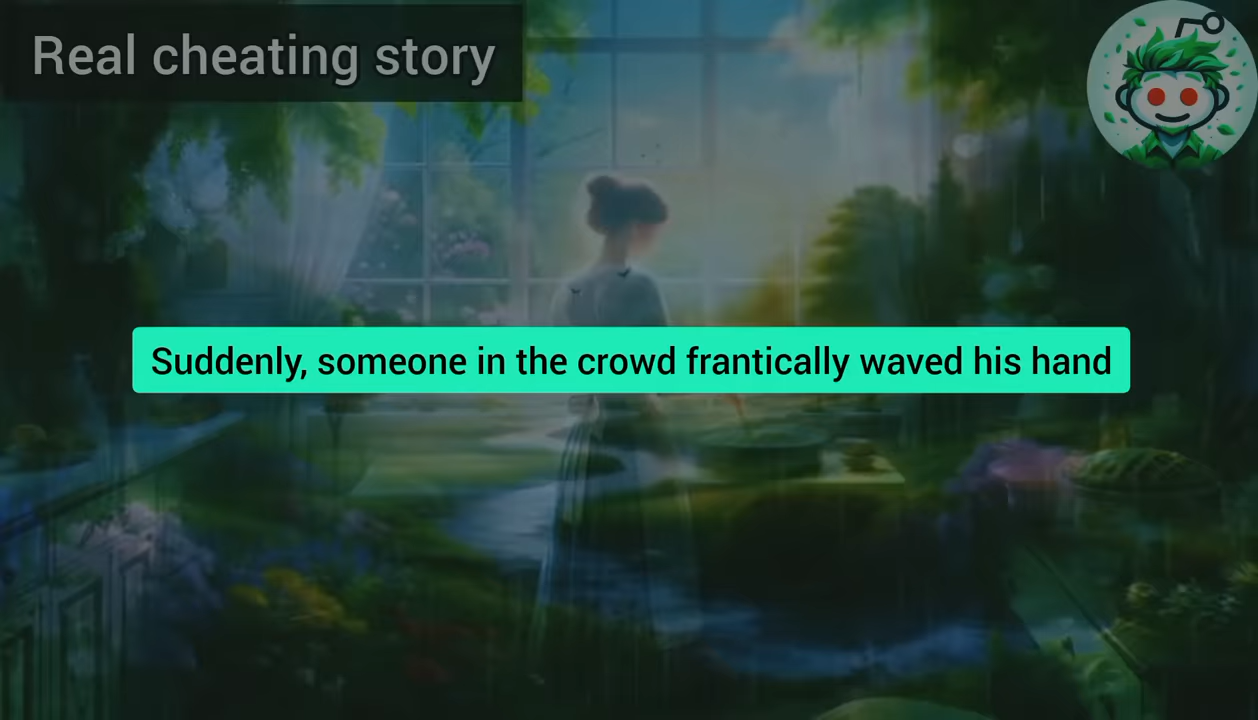 Real cheating story
Suddenly, someone in the crowd frantically waved his hand